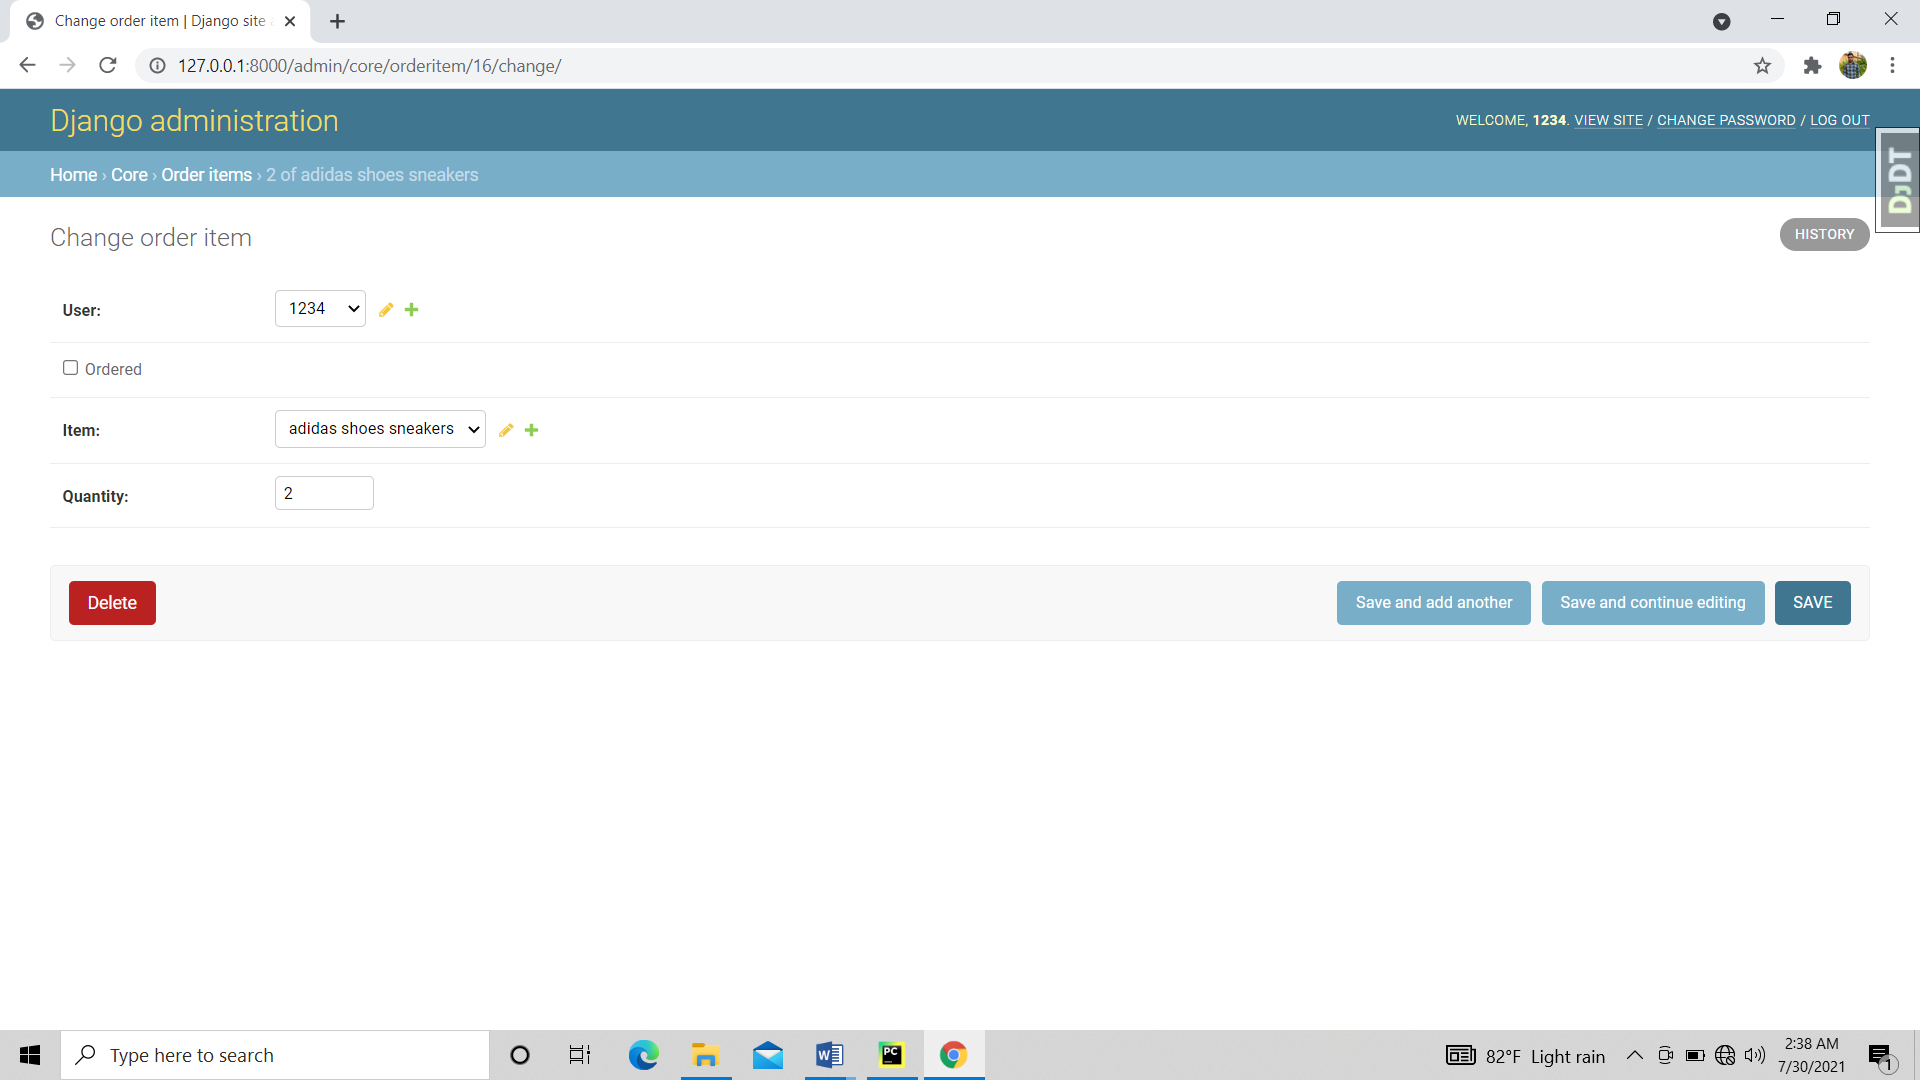 Change order item | Django site
127.0.0.1:8000/admin/core/orderitem/16/change/
Django administration
WELCOME, 1234. VIEW SITE / CHANGE PASSWORD / LOG OUT
DjDT
Home › Core › Order items › 2 of adidas shoes sneakers
Change order item
HISTORY
User: 1234
Ordered
Item: adidas shoes sneakers
Quantity: 2
Delete
Save and add another
Save and continue editing
SAVE
Type here to search
W
PC
82°F Light rain
2:38 AM
7/30/2021
1